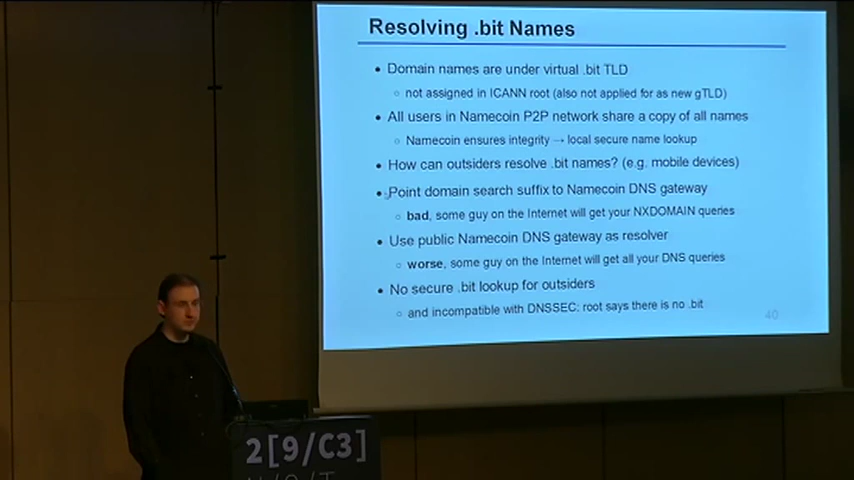 Resolving .bit Names
• Domain names are under virtual .bit TLD
○ not assigned in ICANN root (also not applied for as new gTLD)
• All users in Namecoin P2P network share a copy of all names
○ Namecoin ensures integrity → local secure name lookup
• How can outsiders resolve .bit names? (e.g. mobile devices)
• Point domain search suffix to Namecoin DNS gateway
○ bad, some guy on the Internet will get your NXDOMAIN queries
• Use public Namecoin DNS gateway as resolver
○ worse, some guy on the Internet will get all your DNS queries
• No secure .bit lookup for outsiders
○ and incompatible with DNSSEC: root says there is no .bit
40
2[9/C3]